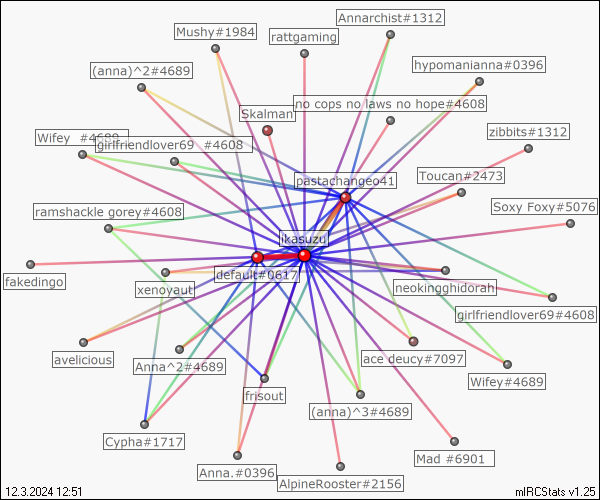 Annarchist#1312
Mushy#1984
rattgaming
hypomanianna#0396
(anna)^2#4689
no cops no laws no hope#4608
Skalman
zibbits#1312
Wifey #4689
girlfriendlover69 #4608
Toucan#2473
pastachangeo41
Soxy Foxy#5076
ramshackle gorey#4608
ikasuzu
default#0617
fakedingo
xenoyaut
neokingghidorah
girlfriendlover69#4608
avelicious
Anna^2#4689
ace deucy#7097
Wifey#4689
frisout
(anna)^3#4689
Cypha#1717
Mad #6901
Anna.#0396
AlpineRooster#2156
12.3.2024 12:51
mIRCStats v1.25